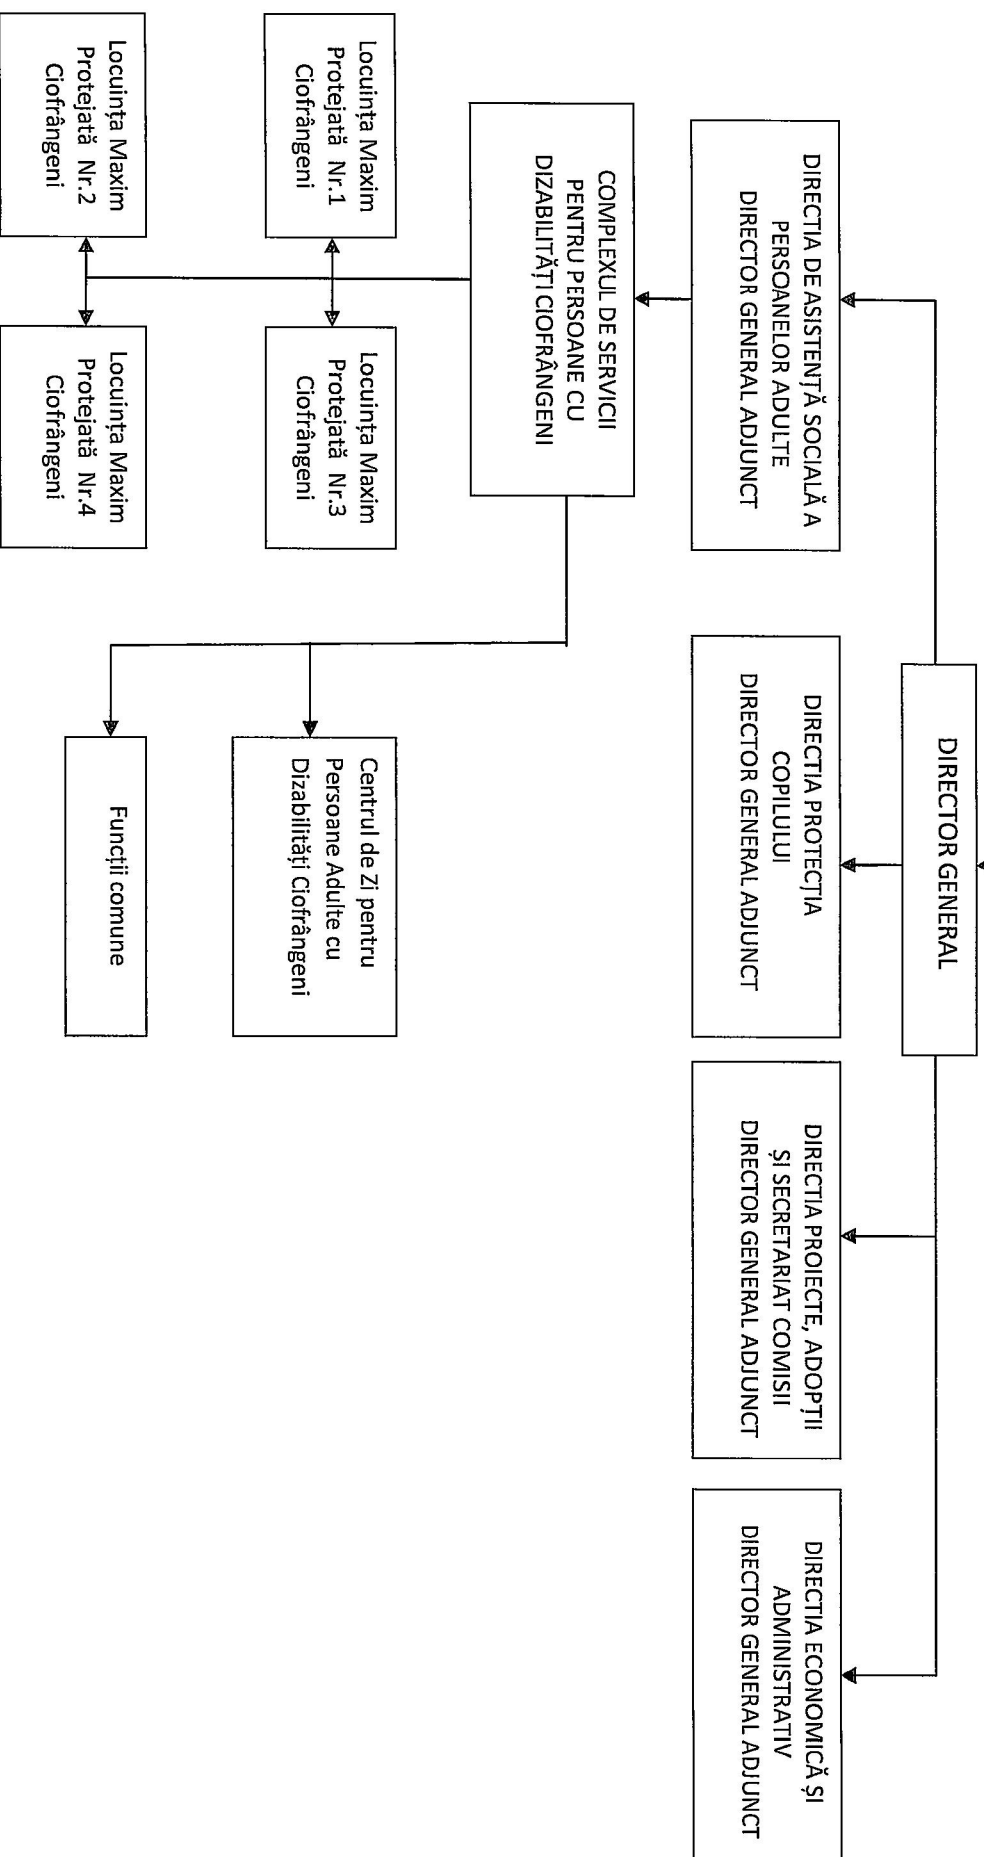 DIRECTOR GENERAL
DIRECTIA DE ASISTENȚĂ SOCIALĂ A
PERSOANELOR ADULTE
DIRECTOR GENERAL ADJUNCT
DIRECTIA PROTECȚIA
COPILULUI
DIRECTOR GENERAL ADJUNCT
DIRECTIA PROIECTE, ADOPȚII
ȘI SECRETARIAT COMISII
DIRECTOR GENERAL ADJUNCT
DIRECTIA ECONOMICĂ ȘI
ADMINISTRATIV
DIRECTOR GENERAL ADJUNCT
COMPLEXUL DE SERVICII
PENTRU PERSOANE CU
DIZABILITĂȚI CIOFRÂNGENI
Locuința Maxim
Protejată Nr.1
Ciofrângeni
Locuința Maxim
Protejată Nr.3
Ciofrângeni
Centrul de Zi pentru
Persoane Adulte cu
Dizabilități Ciofrângeni
Locuința Maxim
Protejată Nr.2
Ciofrângeni
Locuința Maxim
Protejată Nr.4
Ciofrângeni
Funcții comune